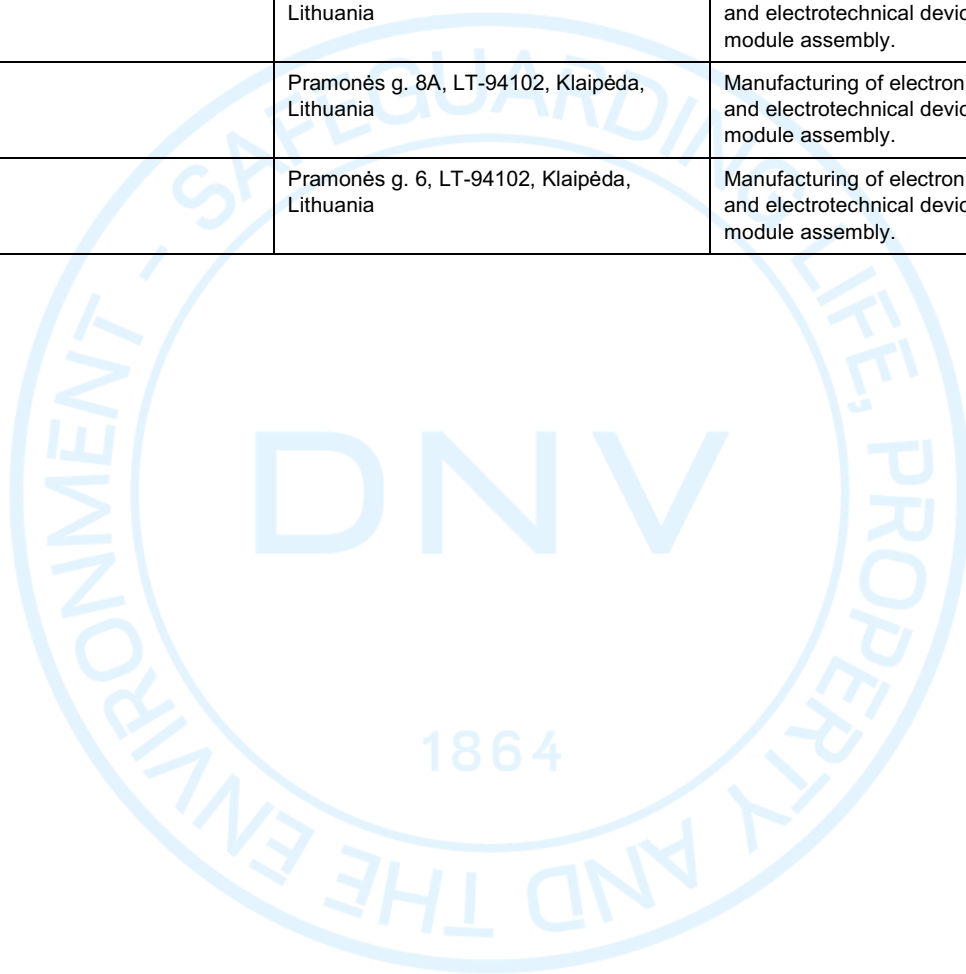 Lithuania
and electrotechnical devic
module assembly.
Pramonės g. 8A, LT-94102, Klaipėda,
Lithuania
Manufacturing of electron
and electrotechnical devic
module assembly.
Pramonės g. 6, LT-94102, Klaipėda,
Lithuania
Manufacturing of electron
and electrotechnical devic
module assembly.
SAFEGUARDING LIFE, PROPERTY AND THE ENVIRONMENT -
DNV
1864